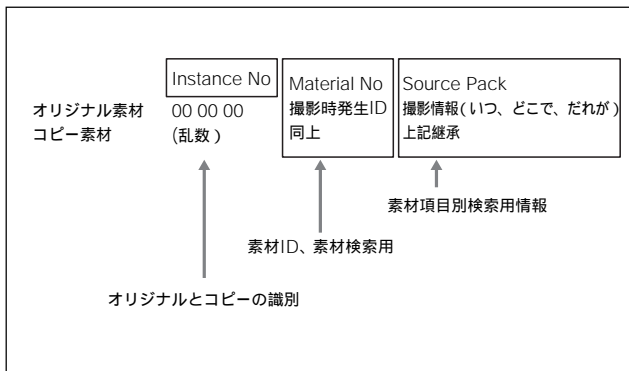 Instance No Material No Source Pack
オリジナル素材 00 00 00 撮影時発生ID 撮影情報(いつ、どこで、だれが)
コピー素材 (乱数) 同上 上記継承
素材項目別検索用情報
素材ID、素材検索用
オリジナルとコピーの識別